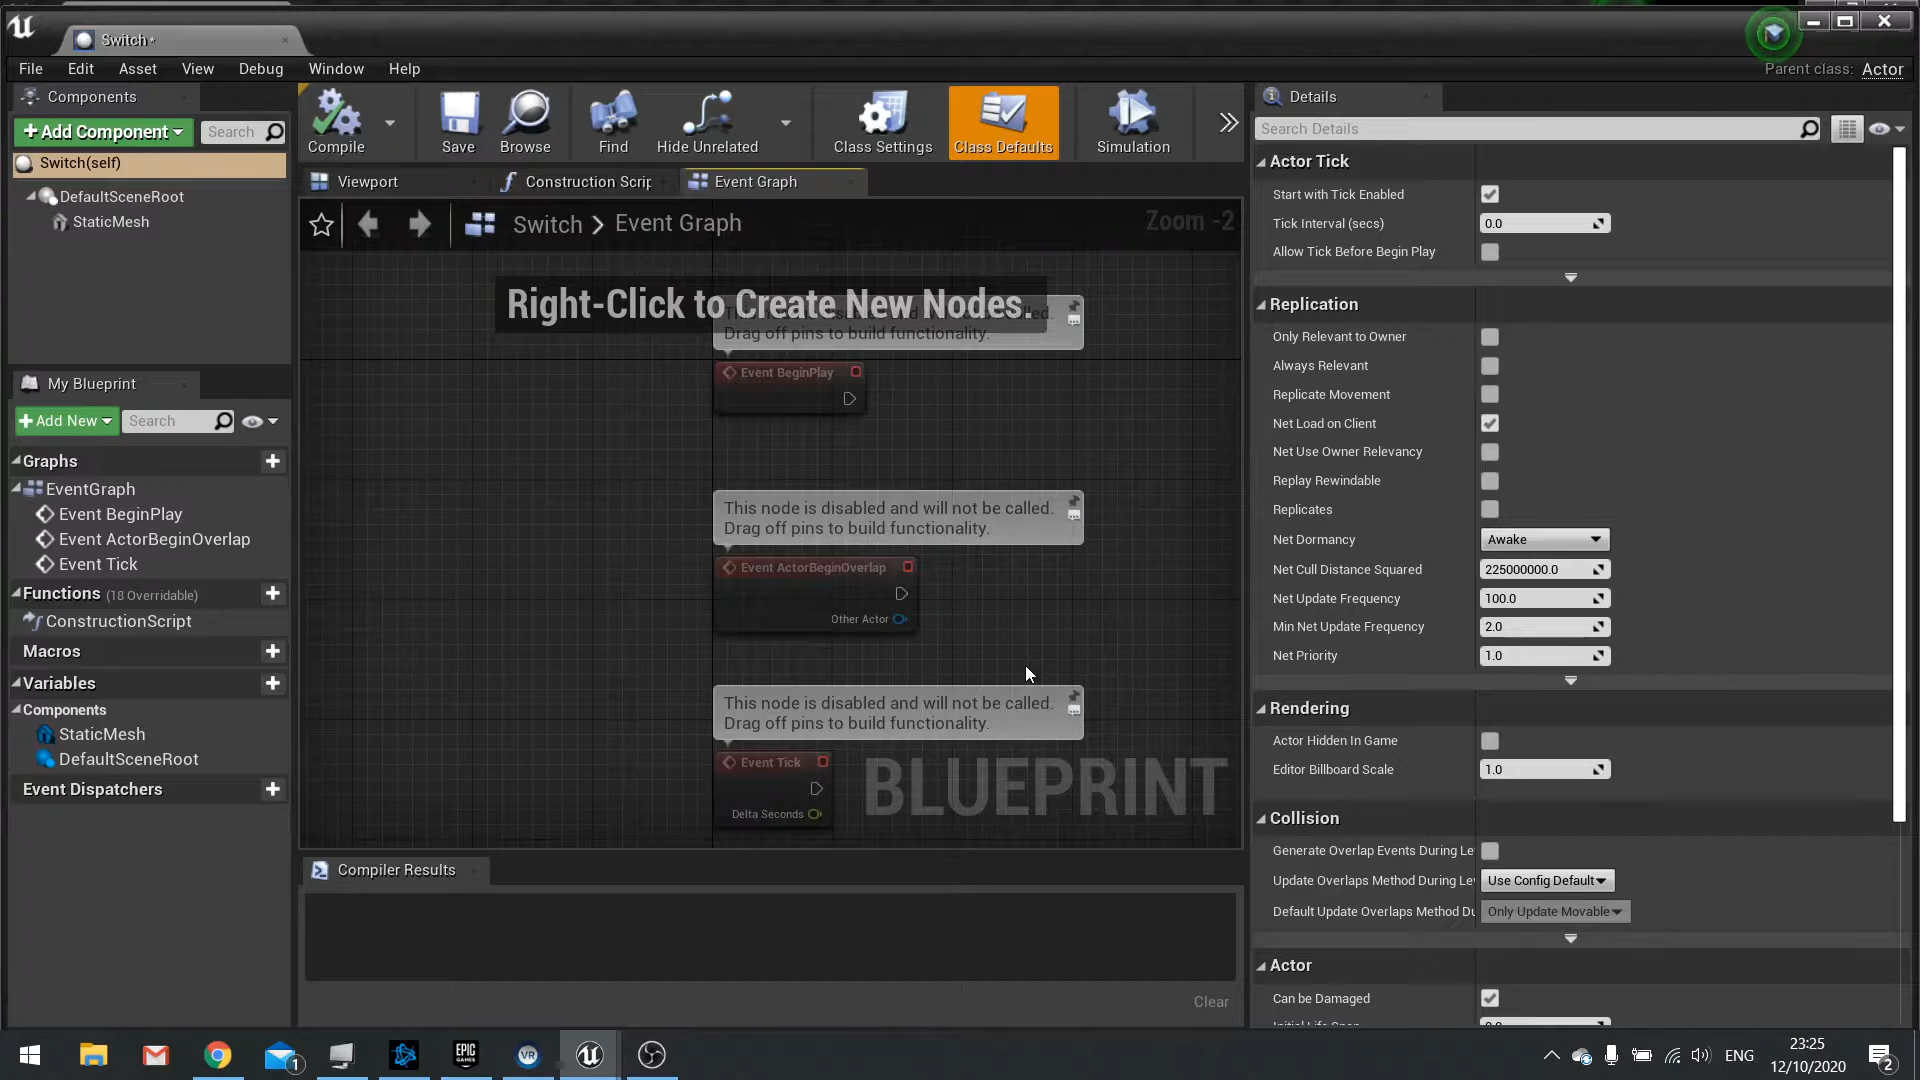 Switch*
File Edit Asset View Debug Window Help
Parent class: Actor
Components
+Add Component
Search
Switch(self)
DefaultSceneRoot
StaticMesh
Compile
Save
Browse
Find
Hide Unrelated
Class Settings
Class Defaults
Simulation
Viewport
Construction Scrip
Event Graph
Switch > Event Graph
Zoom -2
Right-Click to Create New Nodes.
Drag off pins to build functionality.
Event BeginPlay
This node is disabled and will not be called.
Drag off pins to build functionality.
Event ActorBeginOverlap
Other Actor
This node is disabled and will not be called.
Drag off pins to build functionality.
Event Tick
Delta Seconds
BLUEPRINT
My Blueprint
+Add New
Search
Graphs
EventGraph
Event BeginPlay
Event ActorBeginOverlap
Event Tick
Functions (18 Overridable)
ConstructionScript
Macros
Variables
Components
StaticMesh
DefaultSceneRoot
Event Dispatchers
Compiler Results
Clear
Details
Search Details
Actor Tick
Start with Tick Enabled
Tick Interval (secs) 0.0
Allow Tick Before Begin Play
Replication
Only Relevant to Owner
Always Relevant
Replicate Movement
Net Load on Client
Net Use Owner Relevancy
Replay Rewindable
Replicates
Net Dormancy Awake
Net Cull Distance Squared 225000000.0
Net Update Frequency 100.0
Min Net Update Frequency 2.0
Net Priority 1.0
Rendering
Actor Hidden In Game
Editor Billboard Scale 1.0
Collision
Generate Overlap Events During Le
Update Overlaps Method During Le Use Config Default
Default Update Overlaps Method Du Only Update Movable
Actor
Can be Damaged
1
EPIC
GAMES
VR
ENG
23:25
12/10/2020
2